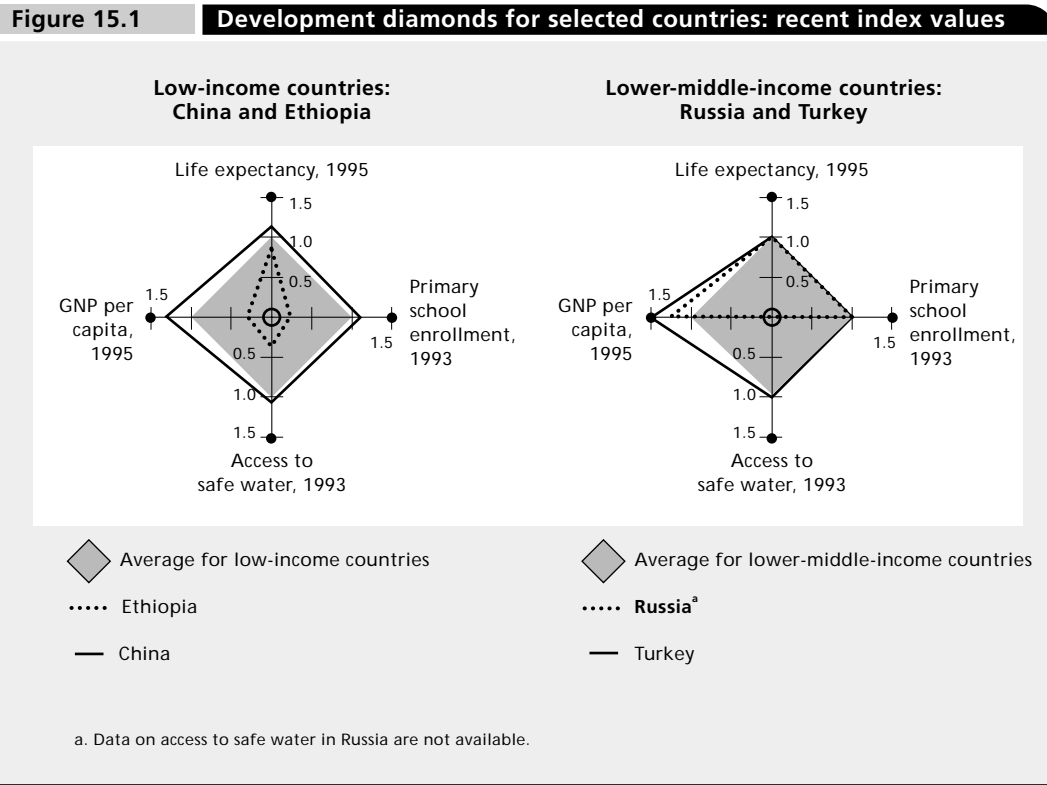 Figure 15.1
Development diamonds for selected countries: recent index values
Low-income countries:
China and Ethiopia
Life expectancy, 1995
1.5
1.0
0.5
GNP per
capita,
1995
1.5
Primary
school
enrollment,
1993
1.5
0.5
1.0
1.5
Access to
safe water, 1993
Average for low-income countries
Ethiopia
China
Lower-middle-income countries:
Russia and Turkey
Life expectancy, 1995
1.5
1.0
0.5
GNP per
capita,
1995
1.5
Primary
school
enrollment,
1993
1.5
0.5
1.0
1.5
Access to
safe water, 1993
Average for lower-middle-income countries
Russiaᵃ
Turkey
a. Data on access to safe water in Russia are not available.